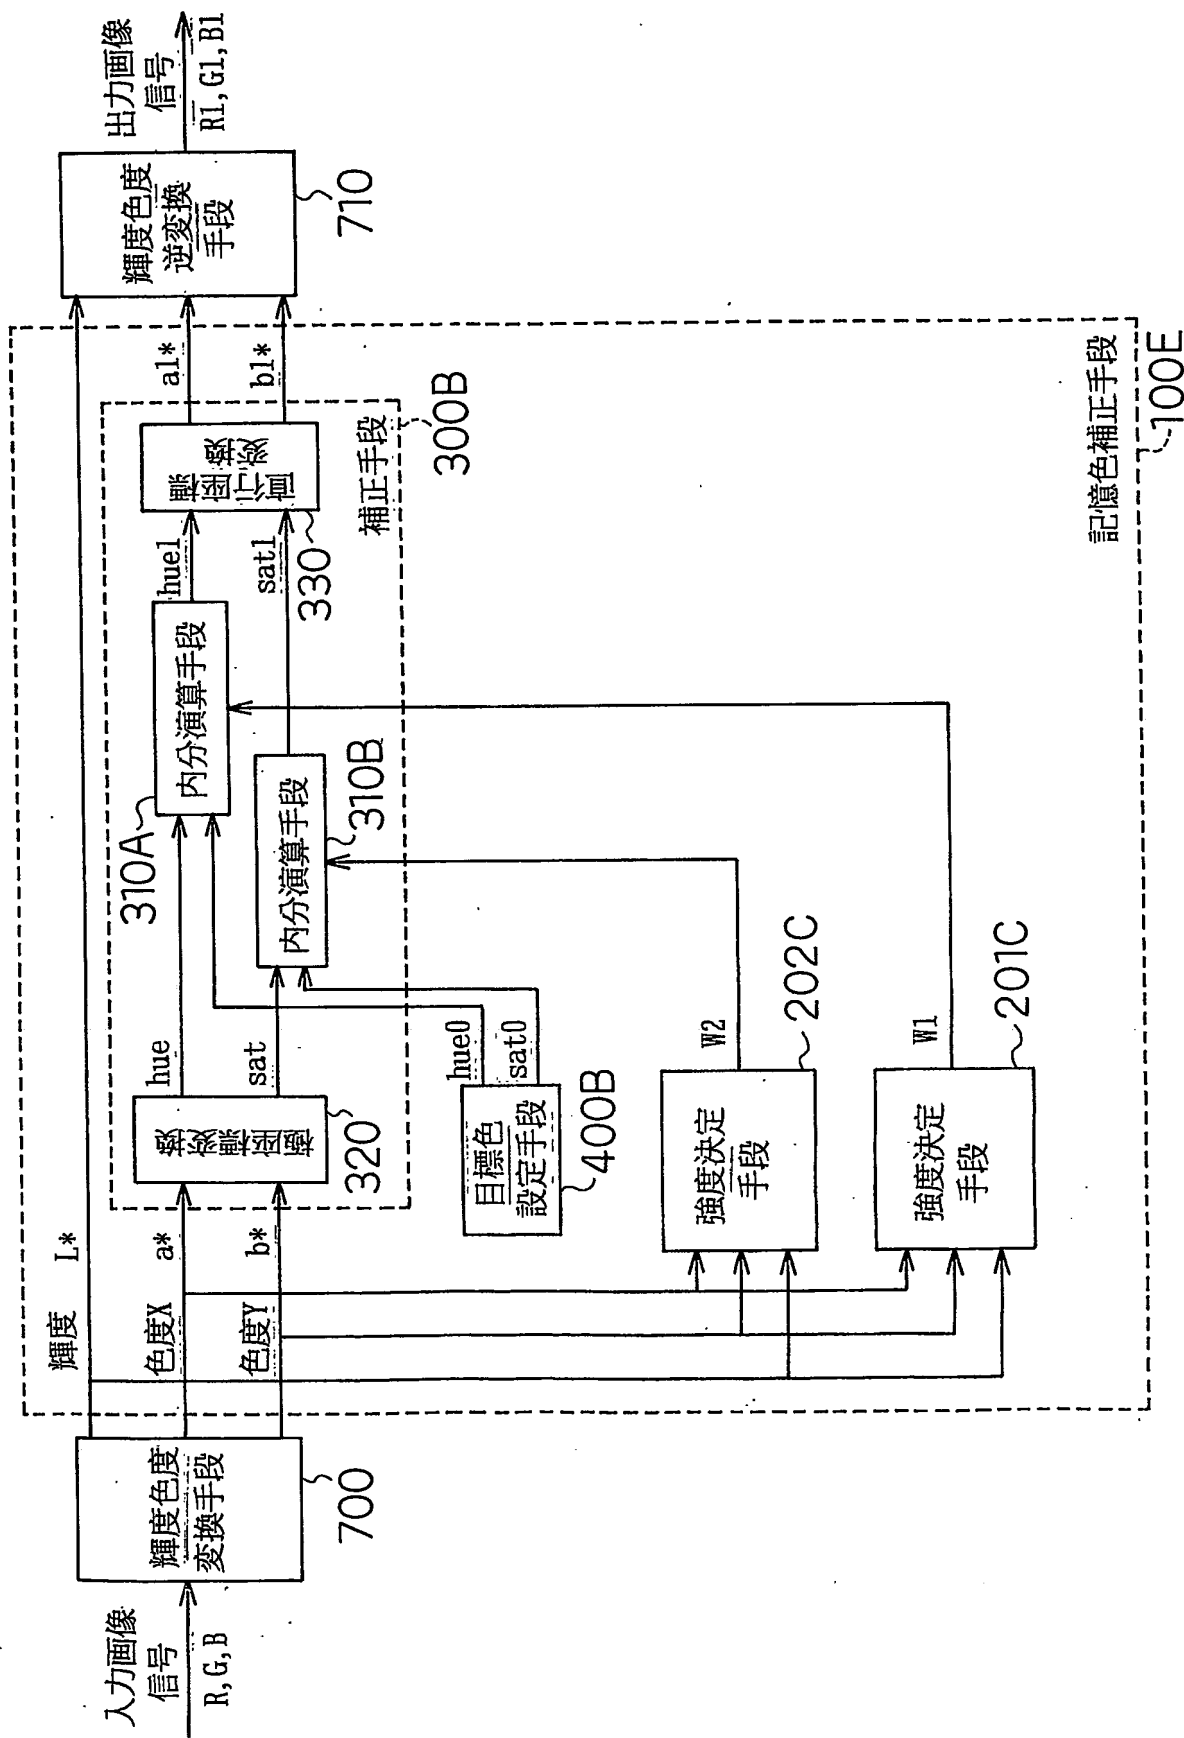 入力画像
信号
R,G,B
輝度色度
変換手段
700
輝度
L*
色度X
a*
色度Y
b*
極座標変換
320
hue
sat
目標色
設定手段
400B
hue0
sat0
強度決定
手段
202C
W2
強度決定
手段
201C
W1
310A
内分演算手段
内分演算手段
310B
hue1
sat1
330
直行座標
変換
補正手段
300B
a1*
b1*
記憶色補正手段
100E
輝度色度
逆変換
手段
710
出力画像
信号
R1,G1,B1